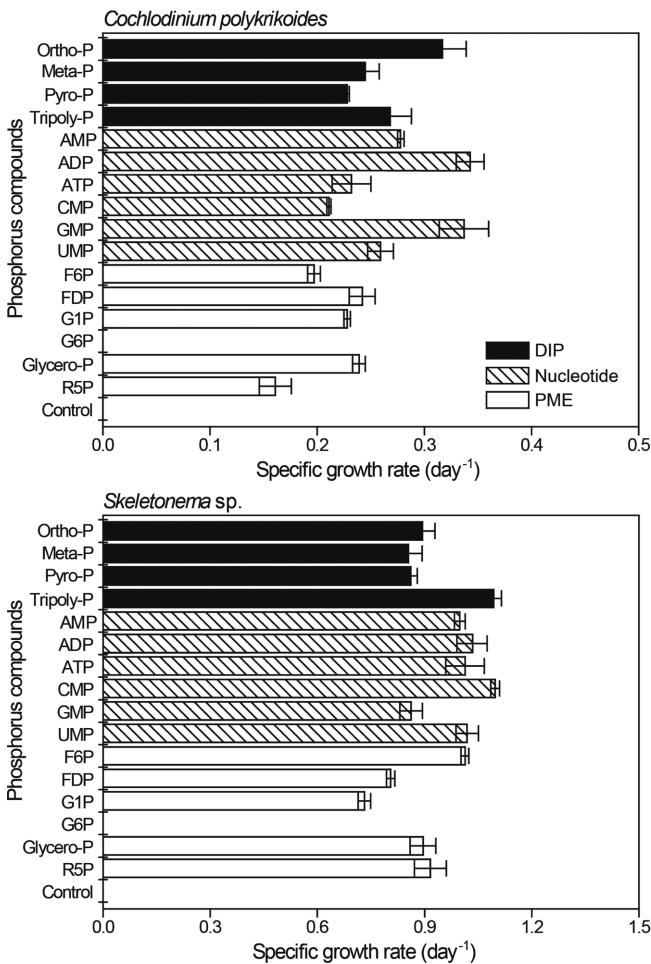 Cochlodinium polykrikoides
Phosphorus compounds
Ortho-P
Meta-P
Pyro-P
Tripoly-P
AMP
ADP
ATP
CMP
GMP
UMP
F6P
FDP
G1P
G6P
Glycero-P
R5P
Control
DIP
Nucleotide
PME
0.0 0.1 0.2 0.3 0.4 0.5
Specific growth rate (day-1)
Skeletonema sp.
Phosphorus compounds
Ortho-P
Meta-P
Pyro-P
Tripoly-P
AMP
ADP
ATP
CMP
GMP
UMP
F6P
FDP
G1P
G6P
Glycero-P
R5P
Control
0.0 0.3 0.6 0.9 1.2 1.5
Specific growth rate (day-1)